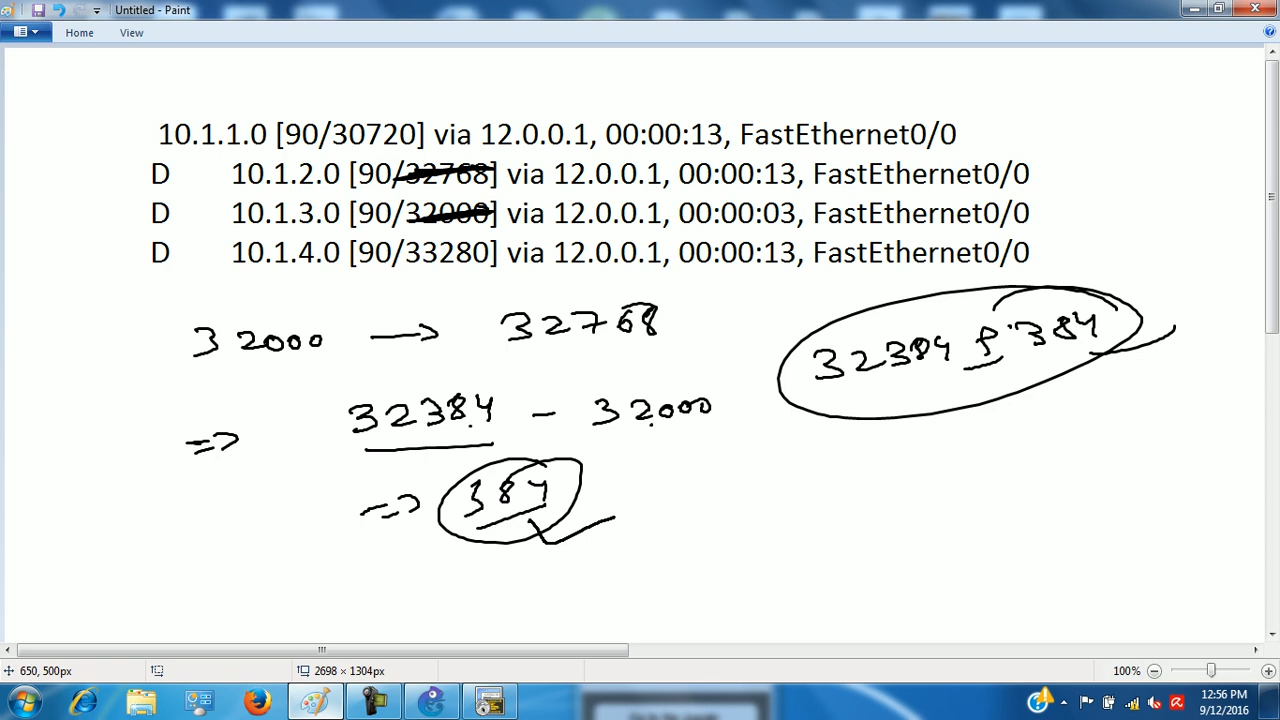 Untitled - Paint
Home View
10.1.1.0 [90/30720] via 12.0.0.1, 00:00:13, FastEthernet0/0
D 10.1.2.0 [90/32768] via 12.0.0.1, 00:00:13, FastEthernet0/0
D 10.1.3.0 [90/32000] via 12.0.0.1, 00:00:03, FastEthernet0/0
D 10.1.4.0 [90/33280] via 12.0.0.1, 00:00:13, FastEthernet0/0
32000 → 32768
32384 & 384
=> 32384 - 32000
=> 384
650, 500px
2698 × 1304px
100%
12:56 PM
9/12/2016